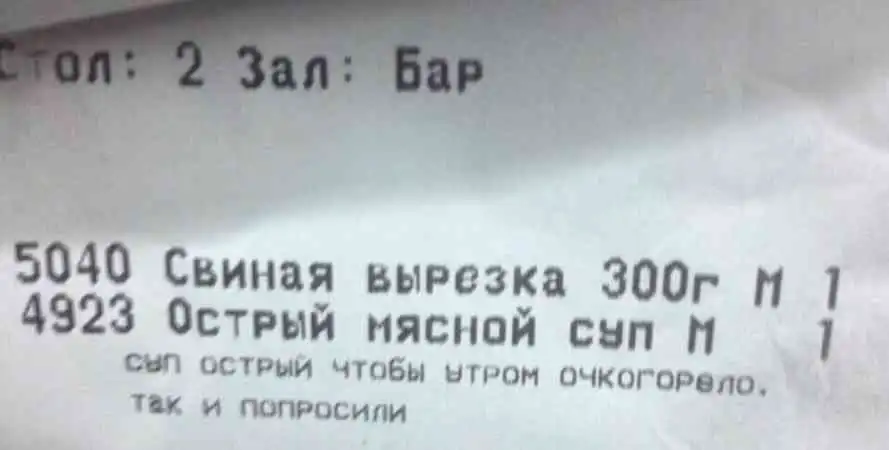 Стол: 2 Зал: Бар
5040 Свиная вырезка 300г М 1
4923 Острый мясной суп М 1
суп острый чтобы утром очкогорело.
так и попросили